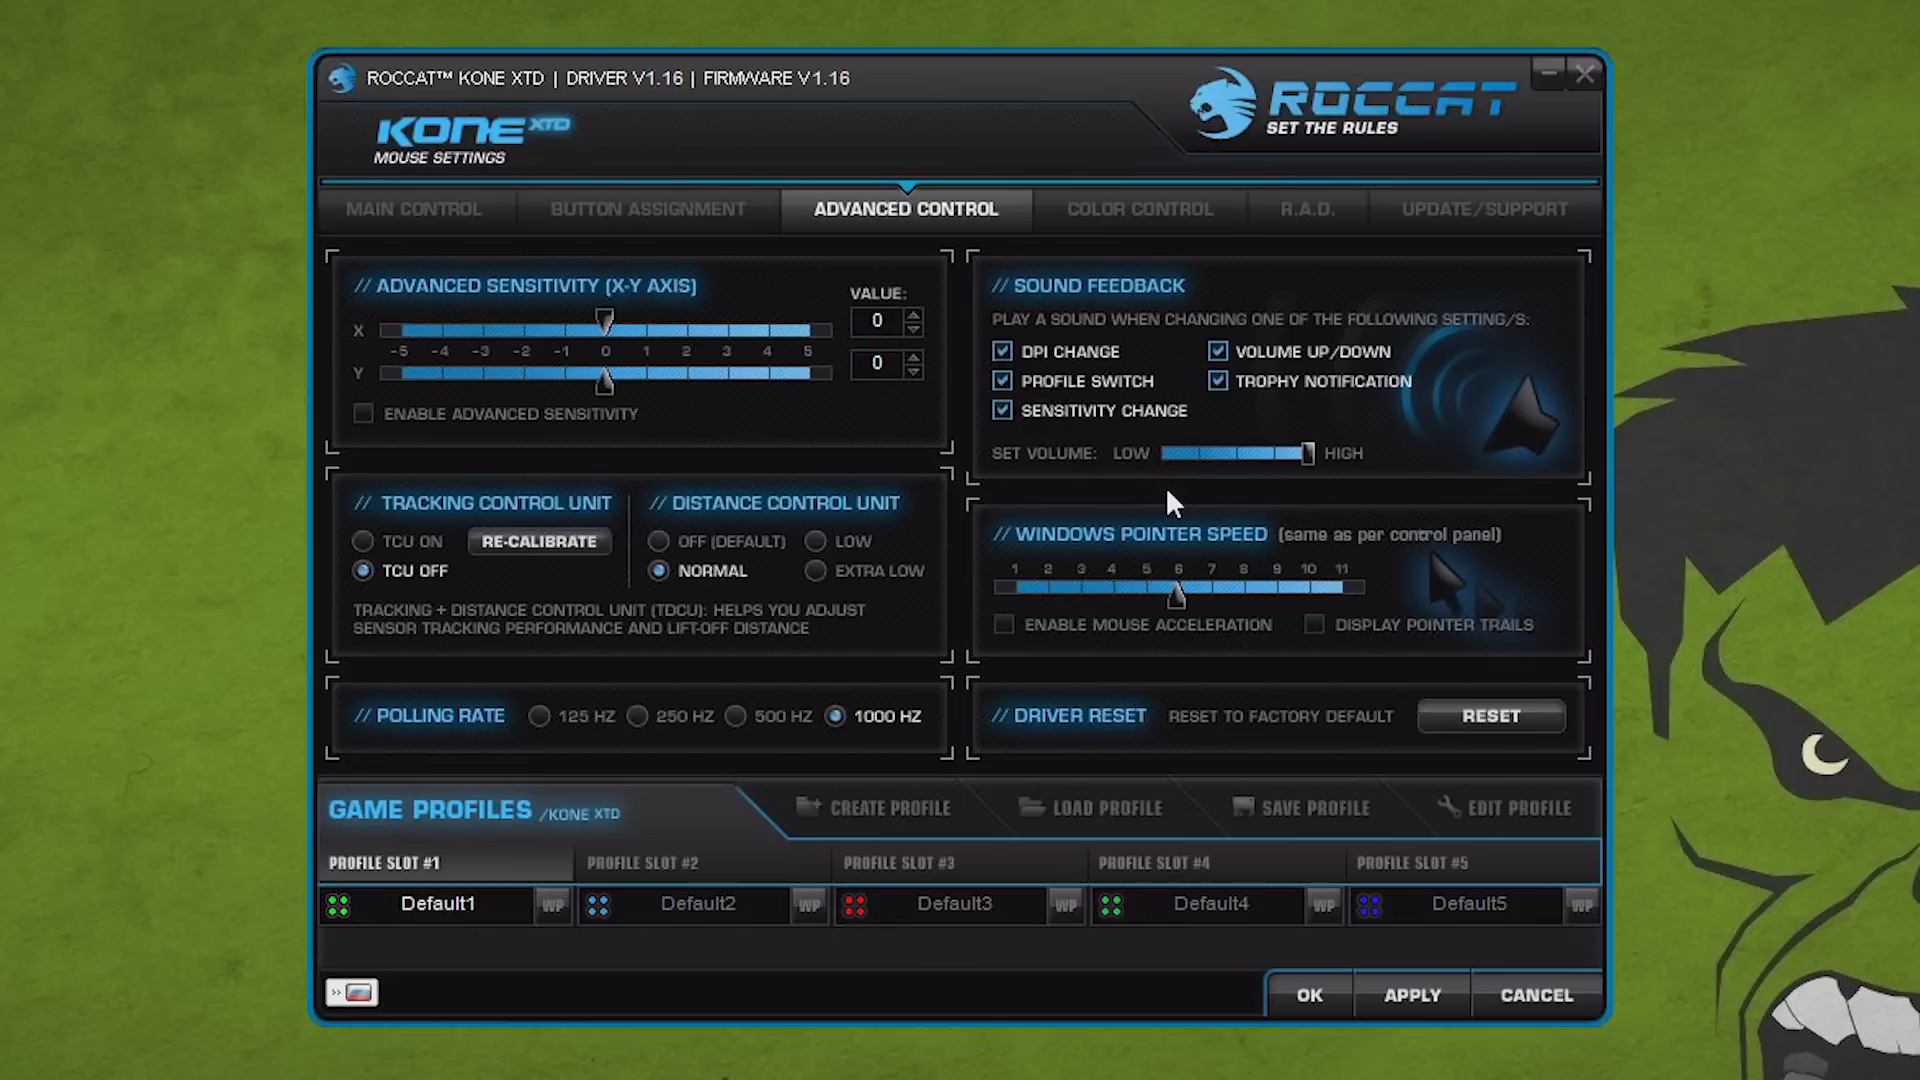 ROCCAT™ KONE XTD | DRIVER V1.16 | FIRMWARE V1.16
ROCCAT
SET THE RULES
KONE XTD
MOUSE SETTINGS
MAIN CONTROL BUTTON ASSIGNMENT ADVANCED CONTROL COLOR CONTROL R.A.D. UPDATE/SUPPORT
// ADVANCED SENSITIVITY (X-Y AXIS)
VALUE:
X
0
-5 -4 -3 -2 -1 0 1 2 3 4 5
Y
0
ENABLE ADVANCED SENSITIVITY
// SOUND FEEDBACK
PLAY A SOUND WHEN CHANGING ONE OF THE FOLLOWING SETTING/S:
DPI CHANGE VOLUME UP/DOWN
PROFILE SWITCH TROPHY NOTIFICATION
SENSITIVITY CHANGE
SET VOLUME: LOW HIGH
// TRACKING CONTROL UNIT
TCU ON RE-CALIBRATE
TCU OFF
// DISTANCE CONTROL UNIT
OFF (DEFAULT) LOW
NORMAL EXTRA LOW
TRACKING + DISTANCE CONTROL UNIT (TDCU): HELPS YOU ADJUST
SENSOR TRACKING PERFORMANCE AND LIFT-OFF DISTANCE
// WINDOWS POINTER SPEED (same as per control panel)
1 2 3 4 5 6 7 8 9 10 11
ENABLE MOUSE ACCELERATION DISPLAY POINTER TRAILS
// POLLING RATE 125 HZ 250 HZ 500 HZ 1000 HZ
// DRIVER RESET RESET TO FACTORY DEFAULT RESET
GAME PROFILES /KONE XTD
CREATE PROFILE LOAD PROFILE SAVE PROFILE EDIT PROFILE
PROFILE SLOT #1 PROFILE SLOT #2 PROFILE SLOT #3 PROFILE SLOT #4 PROFILE SLOT #5
Default1 WP Default2 WP Default3 WP Default4 WP Default5 WP
»
OK APPLY CANCEL